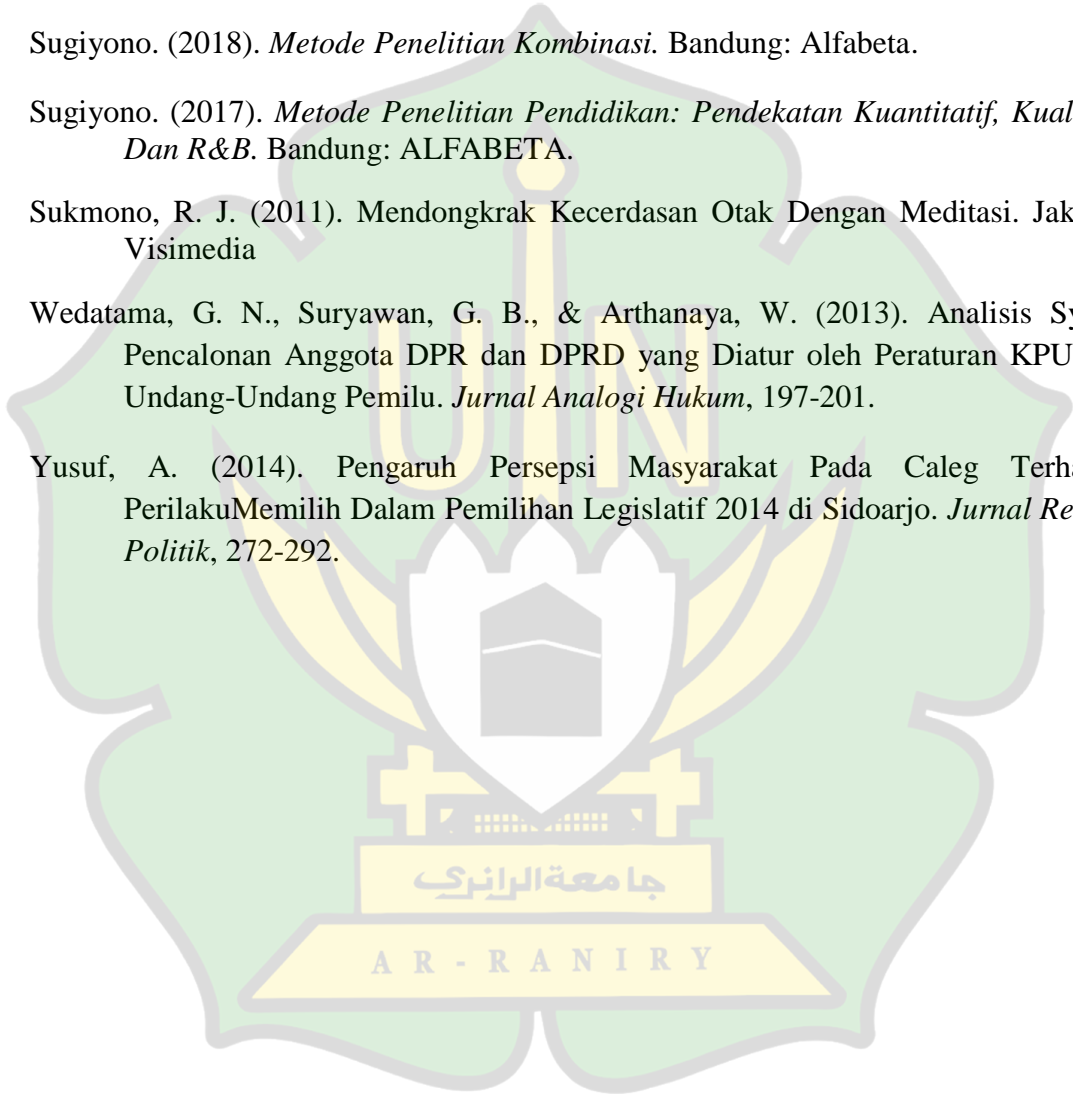 Sugiyono. (2018). Metode Penelitian Kombinasi. Bandung: Alfabeta.
Sugiyono. (2017). Metode Penelitian Pendidikan: Pendekatan Kuantitatif, Kual
Dan R&B. Bandung: ALFABETA.
Sukmono, R. J. (2011). Mendongkrak Kecerdasan Otak Dengan Meditasi. Jak
Visimedia
Wedatama, G. N., Suryawan, G. B., & Arthanaya, W. (2013). Analisis Sy
Pencalonan Anggota DPR dan DPRD yang Diatur oleh Peraturan KPU
Undang-Undang Pemilu. Jurnal Analogi Hukum, 197-201.
Yusuf, A. (2014). Pengaruh Persepsi Masyarakat Pada Caleg Terha
PerilakuMemilih Dalam Pemilihan Legislatif 2014 di Sidoarjo. Jurnal Re
Politik, 272-292.
UIN
جامعة الرانري
AR-RANIRY